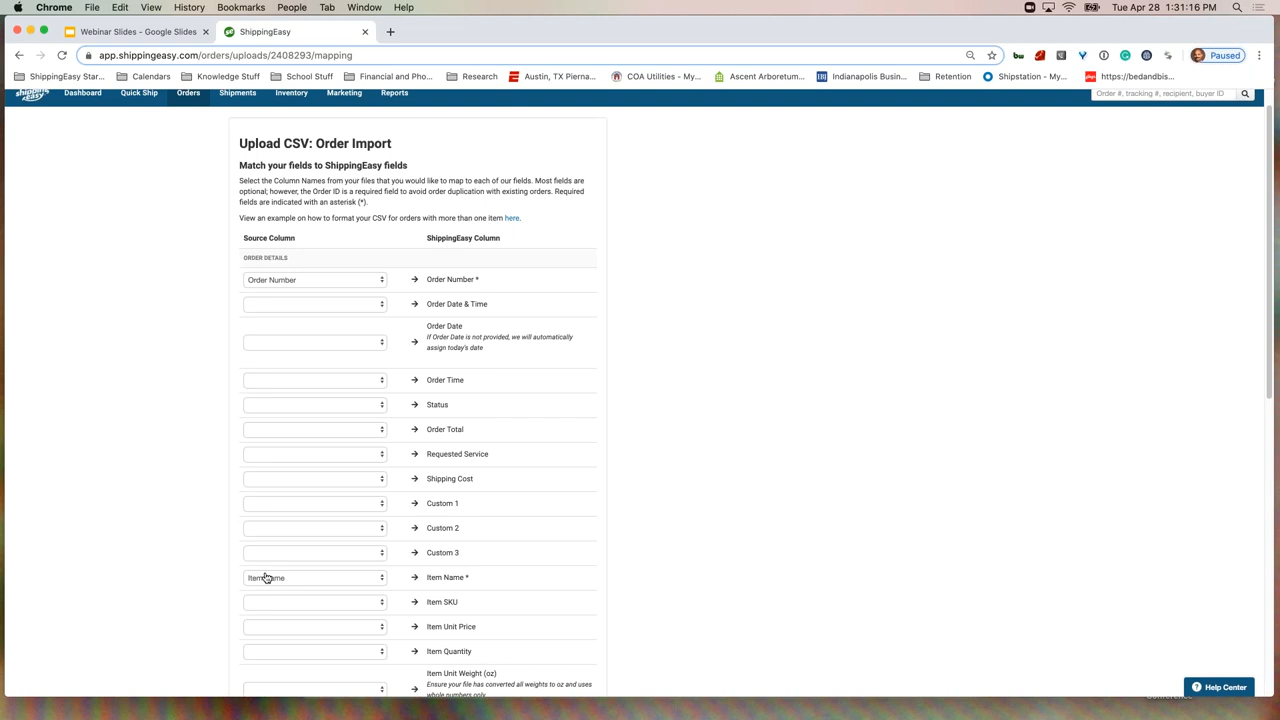 Chrome File Edit View History Bookmarks People Tab Window Help Tue Apr 28 1:31:16 PM
Webinar Slides - Google Slides ShippingEasy
app.shippingeasy.com/orders/uploads/2408293/mapping Paused
ShippingEasy Star... Calendars Knowledge Stuff School Stuff Financial and Pho... Research Austin, TX Pierna... COA Utilities - My... Ascent Arboretum... Indianapolis Busin... Retention Shipstation - My... https://bedandbis...
Dashboard Quick Ship Orders Shipments Inventory Marketing Reports Order #, tracking #, recipient, buyer ID
Upload CSV: Order Import
Match your fields to ShippingEasy fields
Select the Column Names from your files that you would like to map to each of our fields. Most fields are
optional; however, the Order ID is a required field to avoid order duplication with existing orders. Required
fields are indicated with an asterisk (*).
View an example on how to format your CSV for orders with more than one item here.
Source Column ShippingEasy Column
ORDER DETAILS
Order Number → Order Number *
→ Order Date & Time
Order Date
→ If Order Date is not provided, we will automatically
assign today's date
→ Order Time
→ Status
→ Order Total
→ Requested Service
→ Shipping Cost
→ Custom 1
→ Custom 2
→ Custom 3
Item Name → Item Name *
→ Item SKU
→ Item Unit Price
→ Item Quantity
Item Unit Weight (oz)
→ Ensure your file has converted all weights to oz and uses
whole numbers only
Help Center